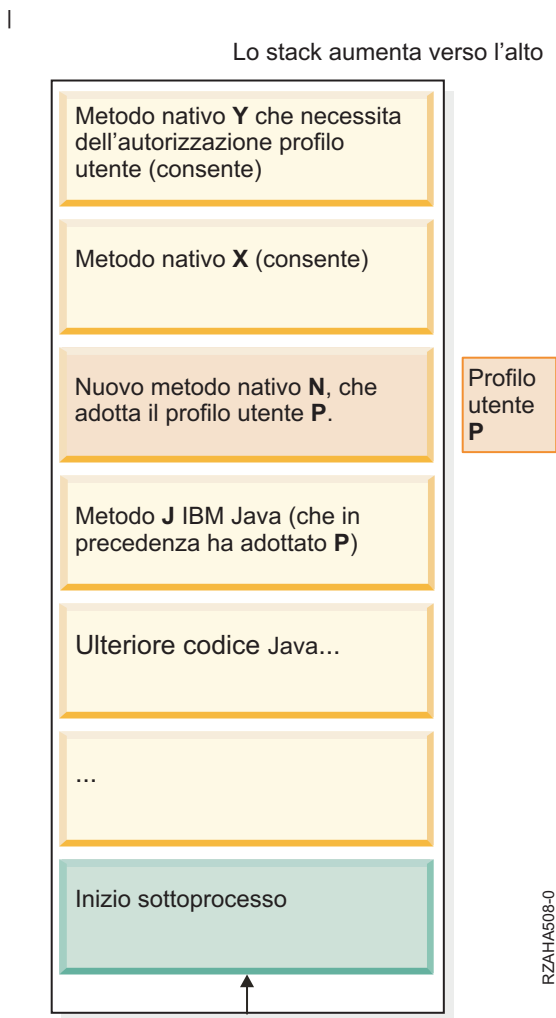 |
Lo stack aumenta verso l'alto
Metodo nativo Y che necessita
dell'autorizzazione profilo
utente (consente)
Metodo nativo X (consente)
Nuovo metodo nativo N, che
adotta il profilo utente P.
Profilo
utente
P
Metodo J IBM Java (che in
precedenza ha adottato P)
Ulteriore codice Java...
...
Inizio sottoprocesso
RZAHA508-0